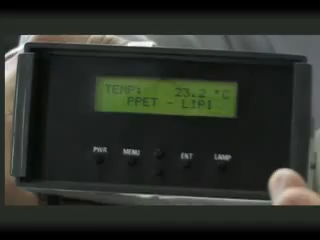 TEMP: 23.2 °C
PPET - LIPI
PWR MENU ENT LAMP